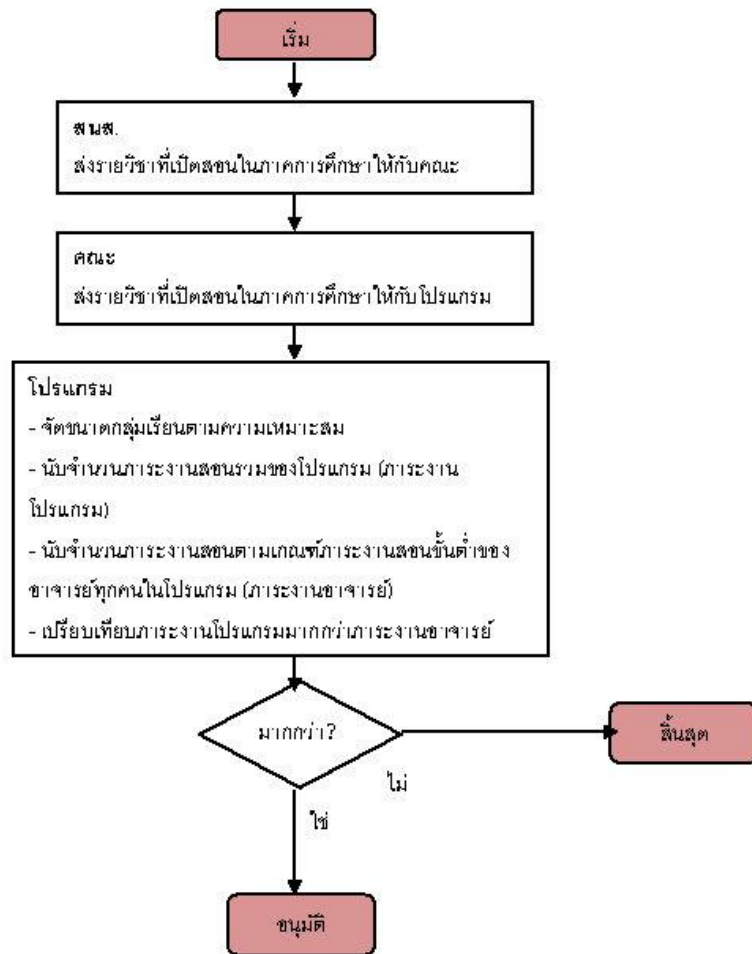 เริ่ม
สนส.
ส่งรายวิชาที่เปิดสอนในภาคการศึกษาให้กับคณะ
คณะ
ส่งรายวิชาที่เปิดสอนในภาคการศึกษาให้กับโปรแกรม
โปรแกรม
- จัดขนาดกลุ่มเรียนตามความเหมาะสม
- นับจำนวนภาระงานสอนรวมของโปรแกรม (ภาระงาน
โปรแกรม)
- นับจำนวนภาระงานสอนตามเกณฑ์ภาระงานสอนขั้นต่ำของ
อาจารย์ทุกคนในโปรแกรม (ภาระงานอาจารย์)
- เปรียบเทียบภาระงานโปรแกรมมากกว่าภาระงานอาจารย์
มากกว่า?
สิ้นสุด
ไม่
ใช่
อนุมัติ